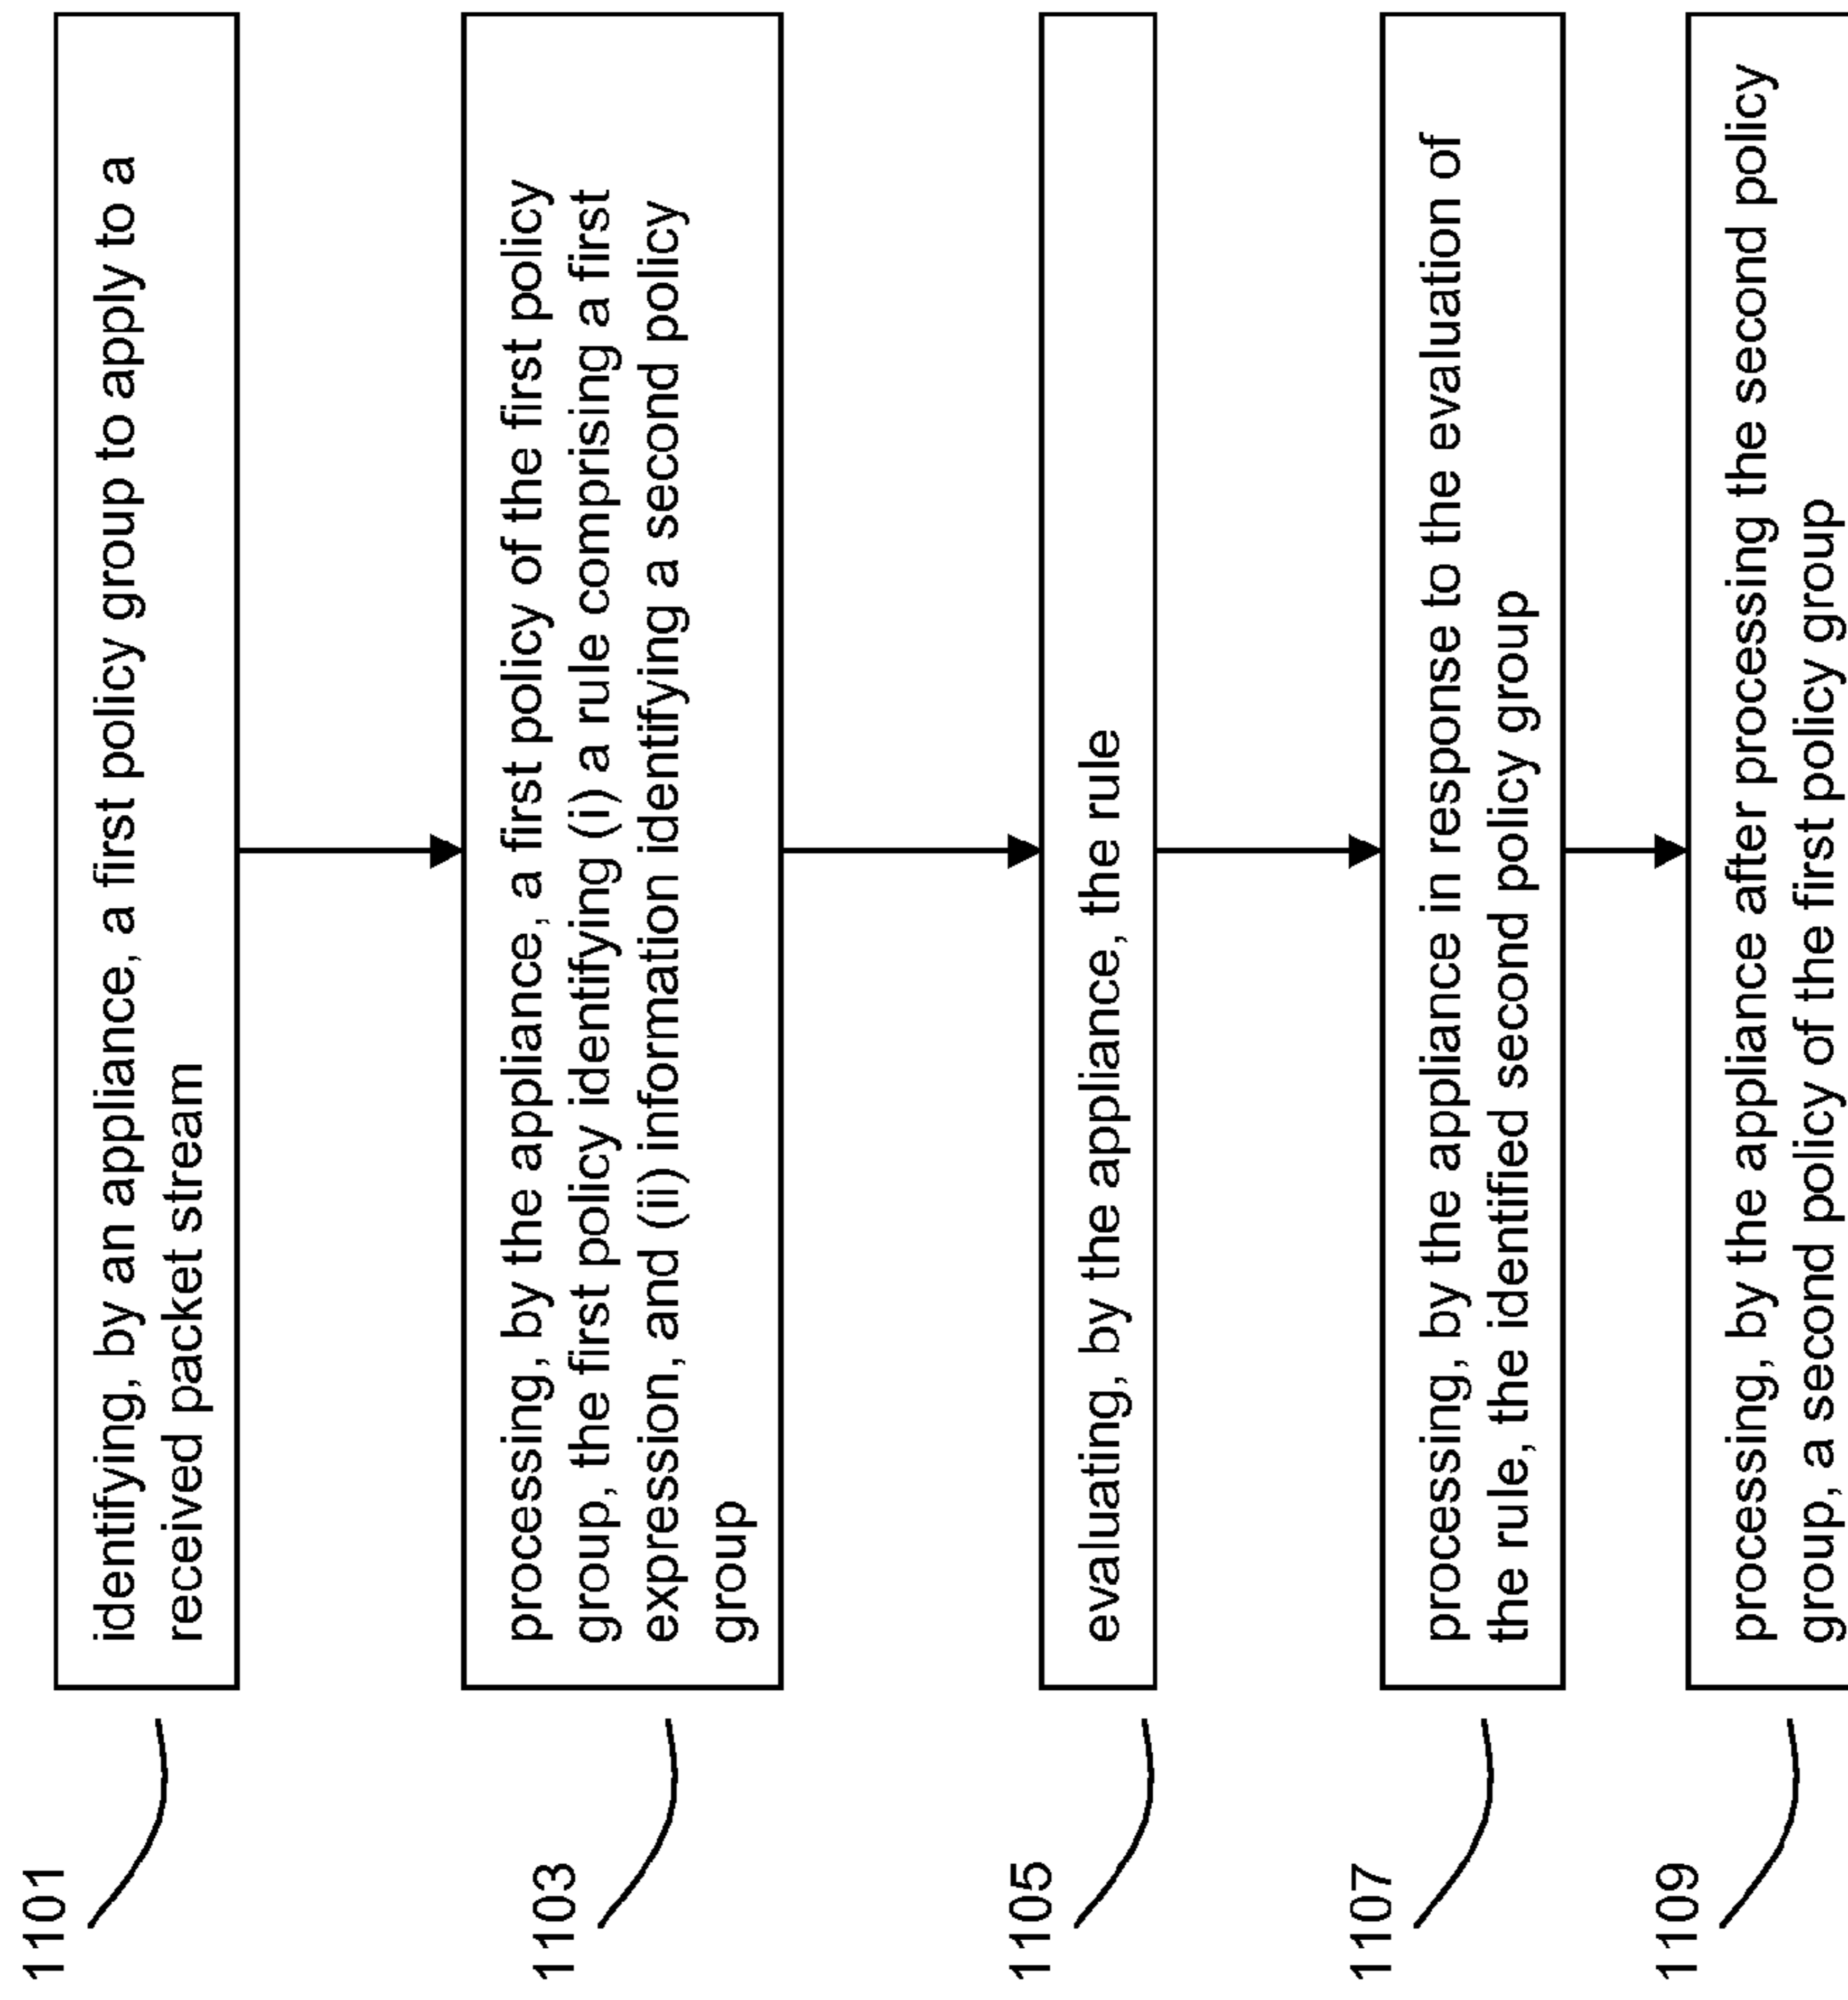 1101
identifying, by an appliance, a first policy group to apply to a
received packet stream
1103
processing, by the appliance, a first policy of the first policy
group, the first policy identifying (i) a rule comprising a first
expression, and (ii) information identifying a second policy
group
1105
evaluating, by the appliance, the rule
1107
processing, by the appliance in response to the evaluation of
the rule, the identified second policy group
1109
processing, by the appliance after processing the second policy
group, a second policy of the first policy group